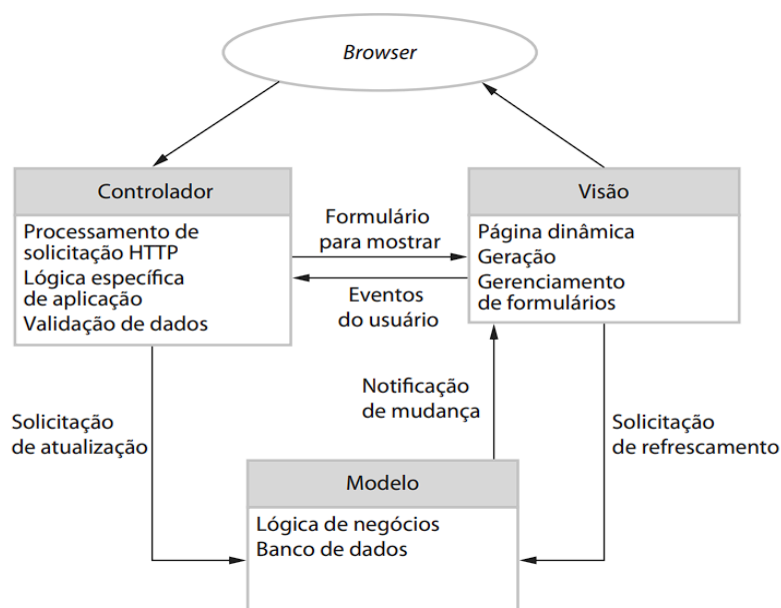 Browser
Controlador
Processamento de
solicitação HTTP
Lógica específica
de aplicação
Validação de dados
Formulário
para mostrar
Eventos
do usuário
Visão
Página dinâmica
Geração
Gerenciamento
de formulários
Solicitação
de atualização
Notificação
de mudança
Solicitação
de refrescamento
Modelo
Lógica de negócios
Banco de dados